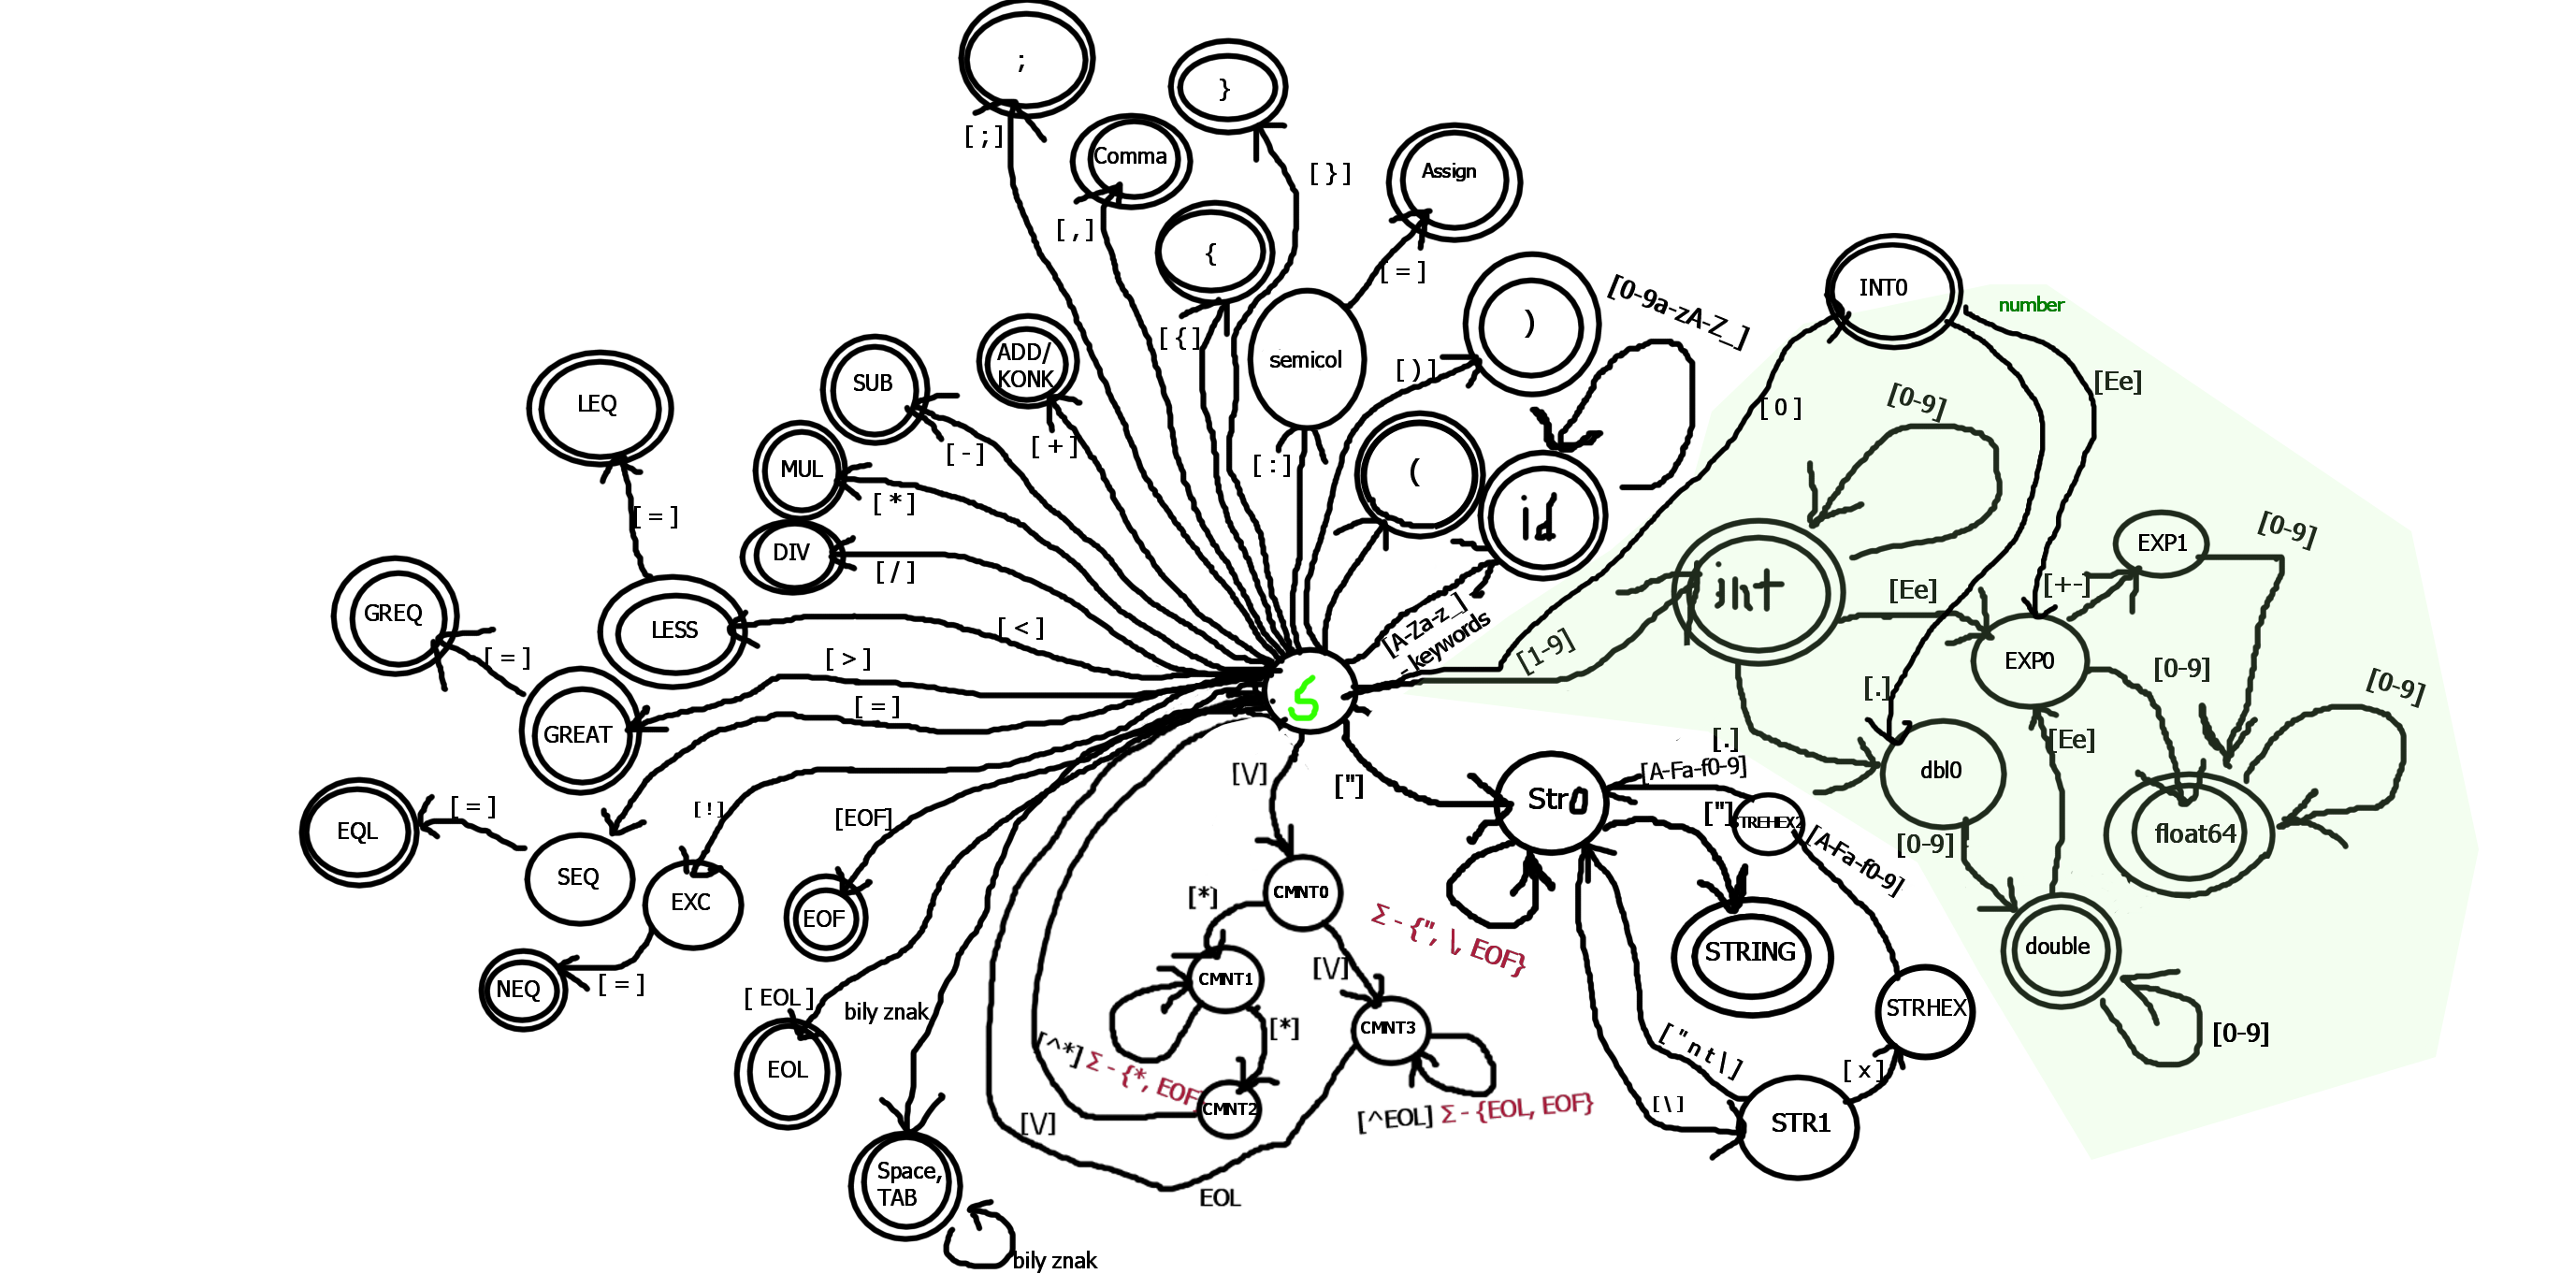 ;
}
[;]
Comma
[}]
Assign
[,]
{
[=]
INT0
number
[{]
semicol
)
[0-9a-zA-Z_]
ADD/
KONK
SUB
LEQ
[)]
[Ee]
[0]
[0-9]
[+]
[-]
MUL
[:]
(
id
[*]
[=]
DIV
[/]
EXP1
[0-9]
int
[Ee]
[+-]
GREQ
LESS
[<]
[A-Za-z_] -
- keywords
[1-9]
[=]
[>]
EXP0
[0-9]
[.]
[0-9]
S
[=]
GREAT
[.]
[Ee]
[\/]
["]
[A-Fa-f0-9]
dbl0
Str0
["]
STREHEX2
float64
[=]
[!]
[EOF]
EQL
[0-9]
[A-Fa-f0-9]
SEQ
EXC
EOF
CMNT0
[*]
Σ - {", \, EOF}
STRING
double
NEQ
[=]
[\/]
CMNT1
[EOL]
bily znak
STRHEX
[*]
CMNT3
["nt\]
[0-9]
[^*] Σ - {*, EOF}
EOL
[x]
CMNT2
[^EOL] Σ - {EOL, EOF}
[\]
[\/]
STR1
Space,
TAB
EOL
bily znak